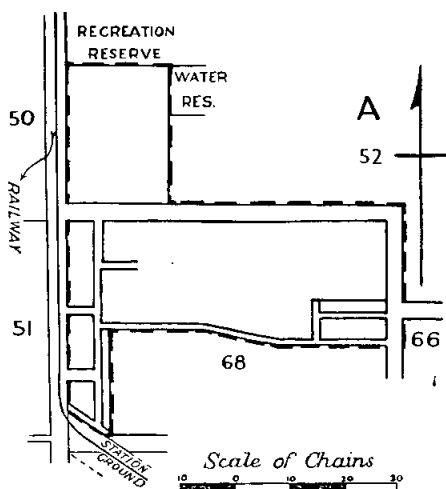 RECREATION
RESERVE
WATER
RES.
50
A
52
RAILWAY
51
66
68
STATION
GROUND
Scale of Chains
10 0 10 20 30